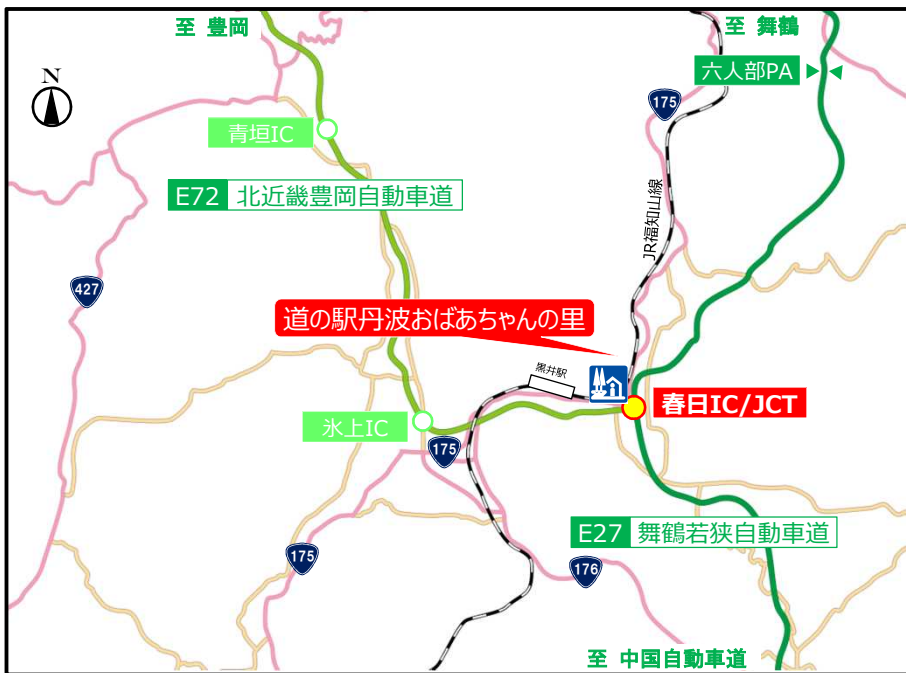 至 豊岡
至 舞鶴
N
六人部PA
175
青垣IC
E72 北近畿豊岡自動車道
JR福知山線
427
道の駅丹波おばあちゃんの里
黒井駅
春日IC/JCT
氷上IC
175
E27 舞鶴若狭自動車道
175
176
至 中国自動車道